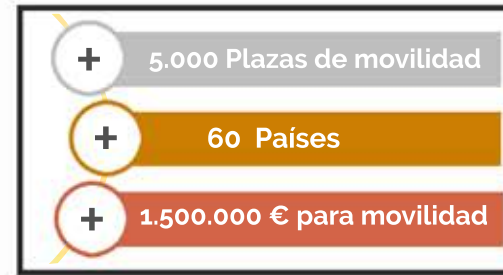 + 5.000 Plazas de movilidad
+ 60 Países
+ 1.500.000 € para movilidad